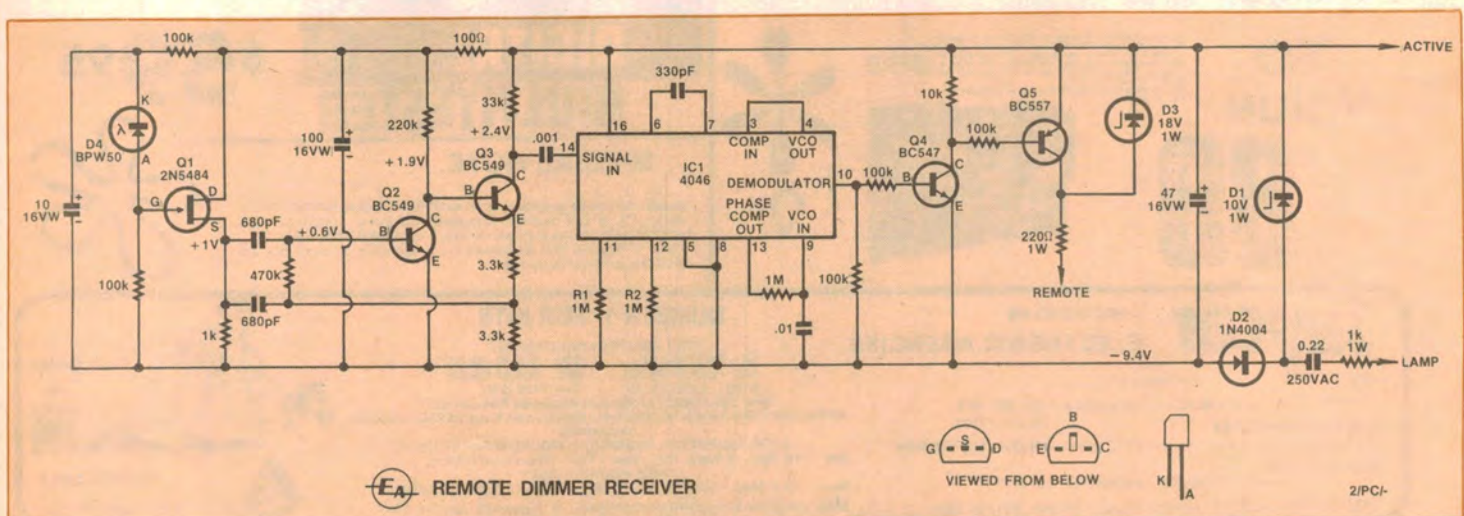 100k
100Ω
ACTIVE
330pF
K
D4
BPW50
A
λ
Q1
2N5484
D
G
S
+1V
10
16VW
+
-
100k
680pF
680pF
1k
470k
+0.6V
100
16VW
+
-
220k
+1.9V
Q2
BC549
B
C
E
33k
+2.4V
Q3
BC549
B
C
E
3.3k
3.3k
.001
14
16
6
7
3
4
SIGNAL
IN
COMP
IN
VCO
OUT
IC1
4046
DEMODULATOR
10
PHASE
COMP
OUT
VCO
IN
11
12
5
8
13
9
R1
1M
R2
1M
1M
.01
100k
100k
10k
Q4
BC547
B
C
E
100k
Q5
BC557
220Ω
1W
REMOTE
D3
18V
1W
47
16VW
+
-
D1
10V
1W
-9.4V
D2
1N4004
0.22
250VAC
1k
1W
LAMP
EA REMOTE DIMMER RECEIVER
G S D
B
E C
VIEWED FROM BELOW
K
A
2/PC/-